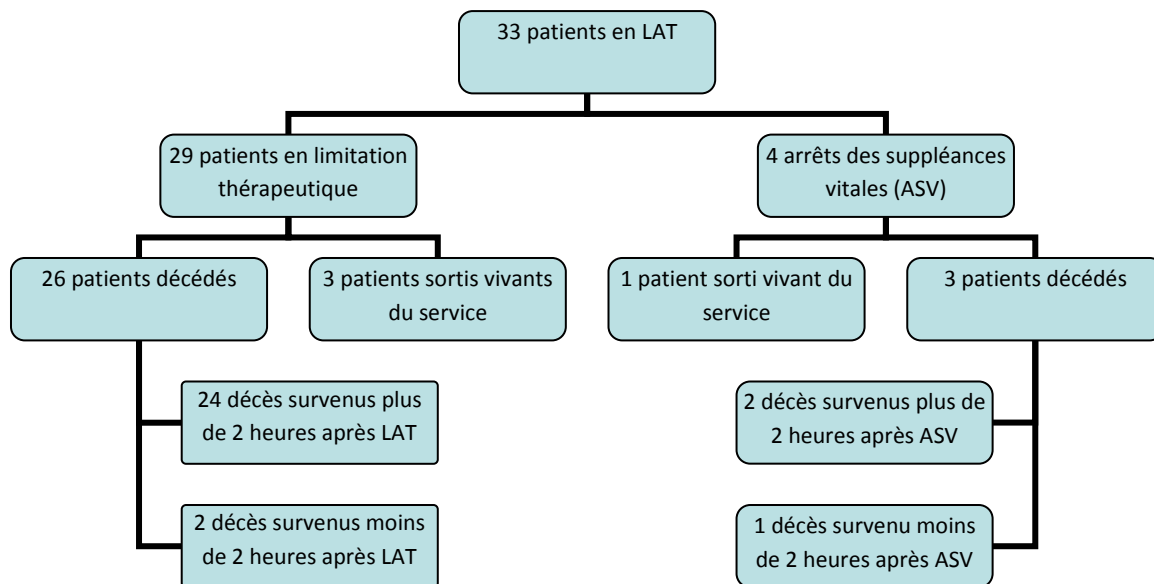 33 patients en LAT
29 patients en limitation
thérapeutique
4 arrêts des suppléances
vitales (ASV)
26 patients décédés
3 patients sortis vivants
du service
1 patient sorti vivant du
service
3 patients décédés
24 décès survenus plus
de 2 heures après LAT
2 décès survenus plus de
2 heures après ASV
2 décès survenus moins
de 2 heures après LAT
1 décès survenu moins
de 2 heures après ASV